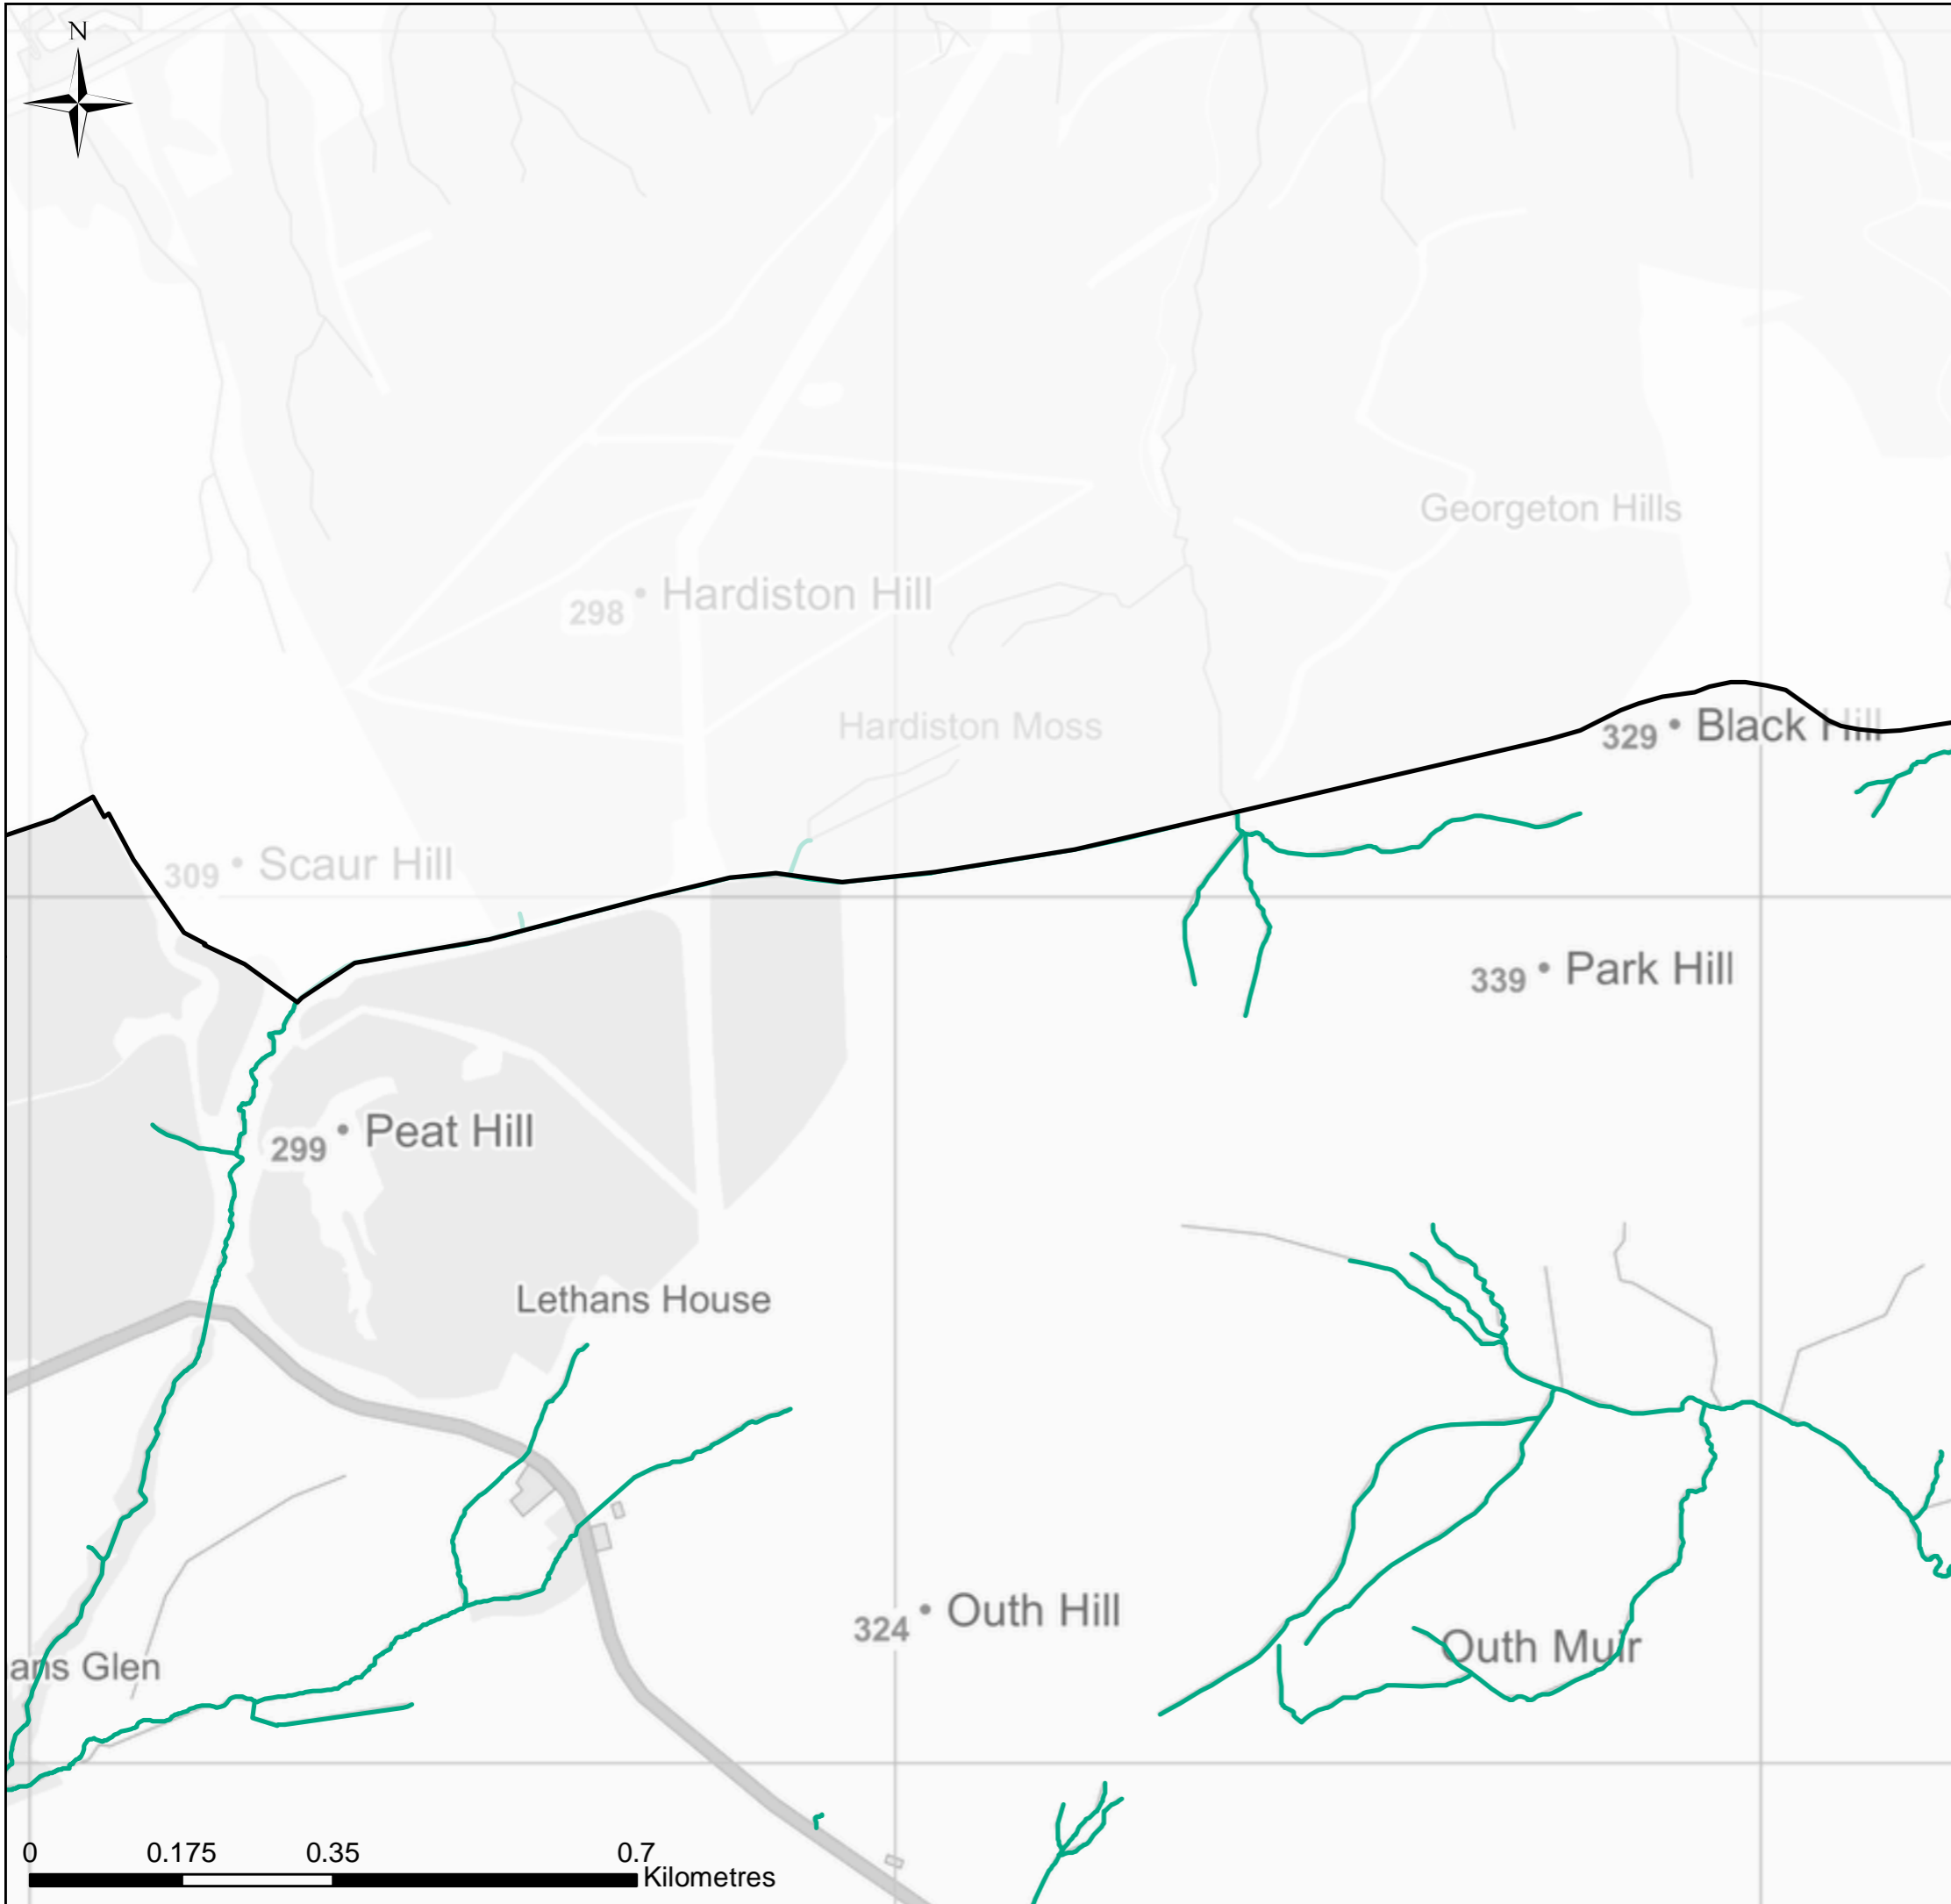 N
Georgeton Hills
298 • Hardiston Hill
Hardiston Moss
329 • Black Hill
309 • Scaur Hill
339 • Park Hill
299 • Peat Hill
Lethans House
324 • Outh Hill
Outh Muir
ans Glen
0 0.175 0.35 0.7
Kilometres